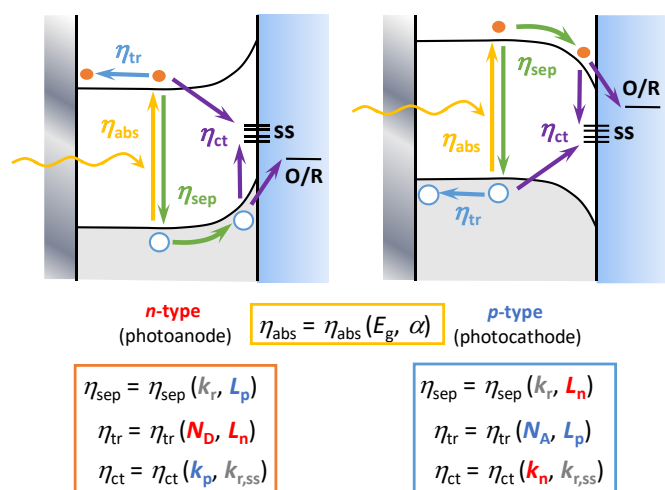 η_tr
η_abs
η_ct
ss
η_sep
O/R
η_sep
O/R
η_ct
ss
η_abs
η_tr
n-type
(photoanode)
η_abs = η_abs (E_g, α)
p-type
(photocathode)
η_sep = η_sep (k_r, L_p)
η_tr = η_tr (N_D, L_n)
η_ct = η_ct (k_p, k_r,ss)
η_sep = η_sep (k_r, L_n)
η_tr = η_tr (N_A, L_p)
η_ct = η_ct (k_n, k_r,ss)